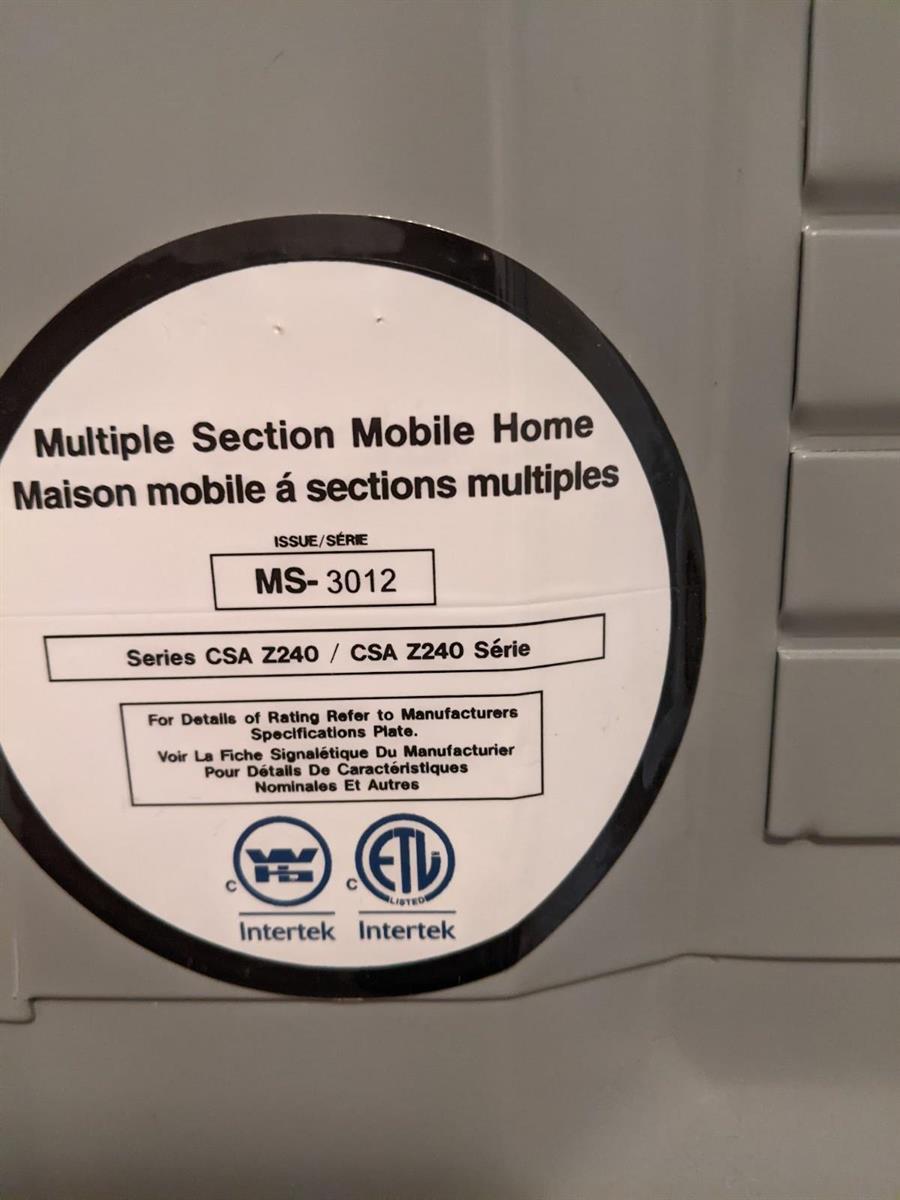 Multiple Section Mobile Home
Maison mobile á sections multiples
ISSUE/SÉRIE
MS- 3012
Series CSA Z240 / CSA Z240 Série
For Details of Rating Refer to Manufacturers
Specifications Plate.
Voir La Fiche Signalétique Du Manufacturier
Pour Détails De Caractéristiques
Nominales Et Autres
C WH C ETL
LISTED
Intertek Intertek